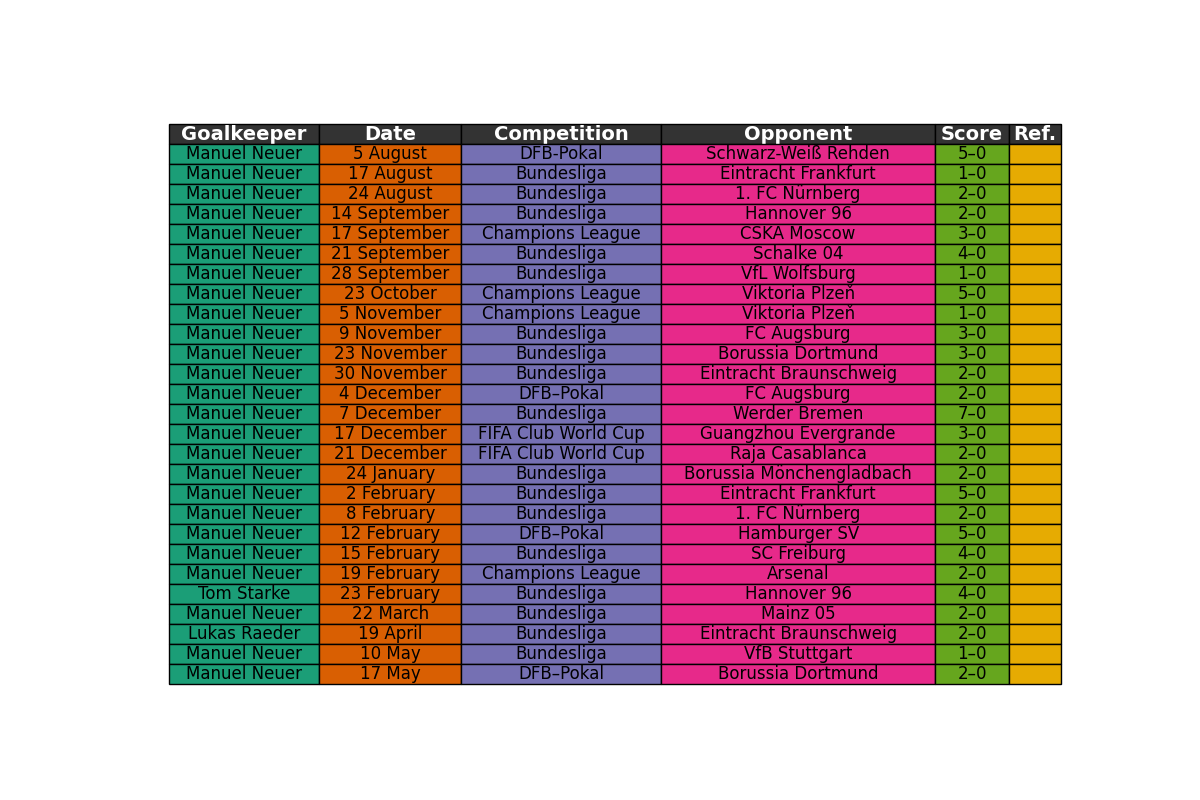 Goalkeeper Date Competition Opponent Score Ref.
Manuel Neuer 5 August DFB-Pokal Schwarz-Weiß Rehden 5–0
Manuel Neuer 17 August Bundesliga Eintracht Frankfurt 1–0
Manuel Neuer 24 August Bundesliga 1. FC Nürnberg 2–0
Manuel Neuer 14 September Bundesliga Hannover 96 2–0
Manuel Neuer 17 September Champions League CSKA Moscow 3–0
Manuel Neuer 21 September Bundesliga Schalke 04 4–0
Manuel Neuer 28 September Bundesliga VfL Wolfsburg 1–0
Manuel Neuer 23 October Champions League Viktoria Plzeň 5–0
Manuel Neuer 5 November Champions League Viktoria Plzeň 1–0
Manuel Neuer 9 November Bundesliga FC Augsburg 3–0
Manuel Neuer 23 November Bundesliga Borussia Dortmund 3–0
Manuel Neuer 30 November Bundesliga Eintracht Braunschweig 2–0
Manuel Neuer 4 December DFB–Pokal FC Augsburg 2–0
Manuel Neuer 7 December Bundesliga Werder Bremen 7–0
Manuel Neuer 17 December FIFA Club World Cup Guangzhou Evergrande 3–0
Manuel Neuer 21 December FIFA Club World Cup Raja Casablanca 2–0
Manuel Neuer 24 January Bundesliga Borussia Mönchengladbach 2–0
Manuel Neuer 2 February Bundesliga Eintracht Frankfurt 5–0
Manuel Neuer 8 February Bundesliga 1. FC Nürnberg 2–0
Manuel Neuer 12 February DFB–Pokal Hamburger SV 5–0
Manuel Neuer 15 February Bundesliga SC Freiburg 4–0
Manuel Neuer 19 February Champions League Arsenal 2–0
Tom Starke 23 February Bundesliga Hannover 96 4–0
Manuel Neuer 22 March Bundesliga Mainz 05 2–0
Lukas Raeder 19 April Bundesliga Eintracht Braunschweig 2–0
Manuel Neuer 10 May Bundesliga VfB Stuttgart 1–0
Manuel Neuer 17 May DFB–Pokal Borussia Dortmund 2–0